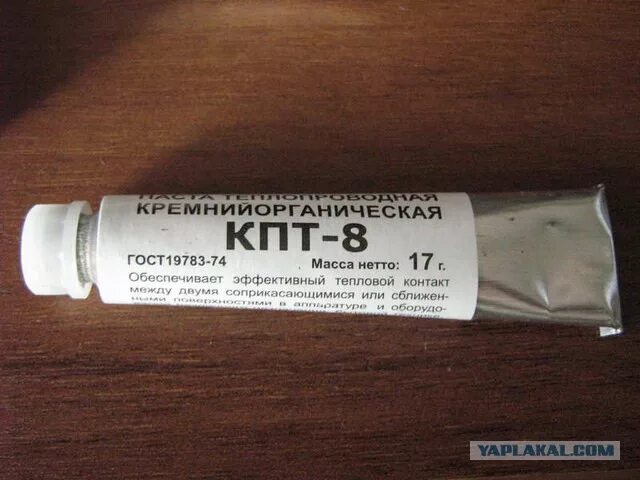 ПАСТА ТЕПЛОПРОВОДНАЯ
КРЕМНИЙОРГАНИЧЕСКАЯ
КПТ-8
ГОСТ19783-74 Масса нетто: 17 г.
Обеспечивает эффективный тепловой контакт
между двумя соприкасающимися или сближен-
ными поверхностями в аппаратуре и оборудо-
YAPLAKAL.COM